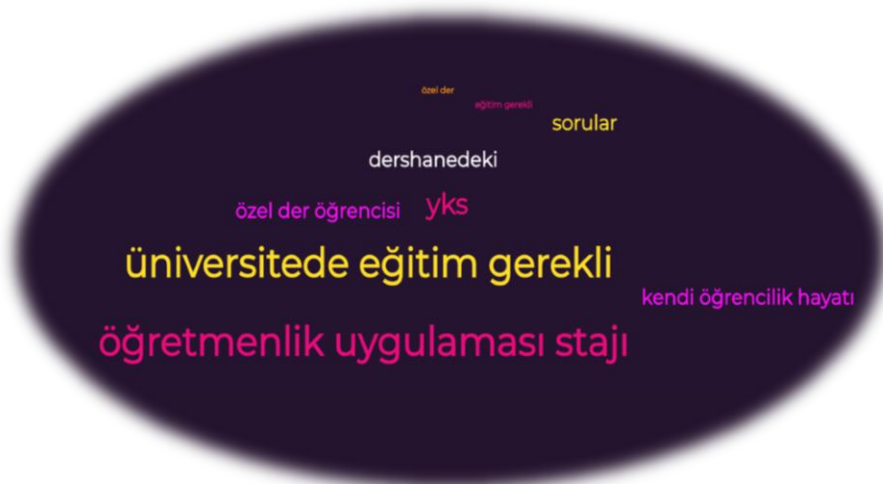 özel der
eğitim gerekli
sorular
dershanedeki
yks
özel der öğrencisi
üniversitede eğitim gerekli
kendi öğrencilik hayatı
öğretmenlik uygulaması stajı